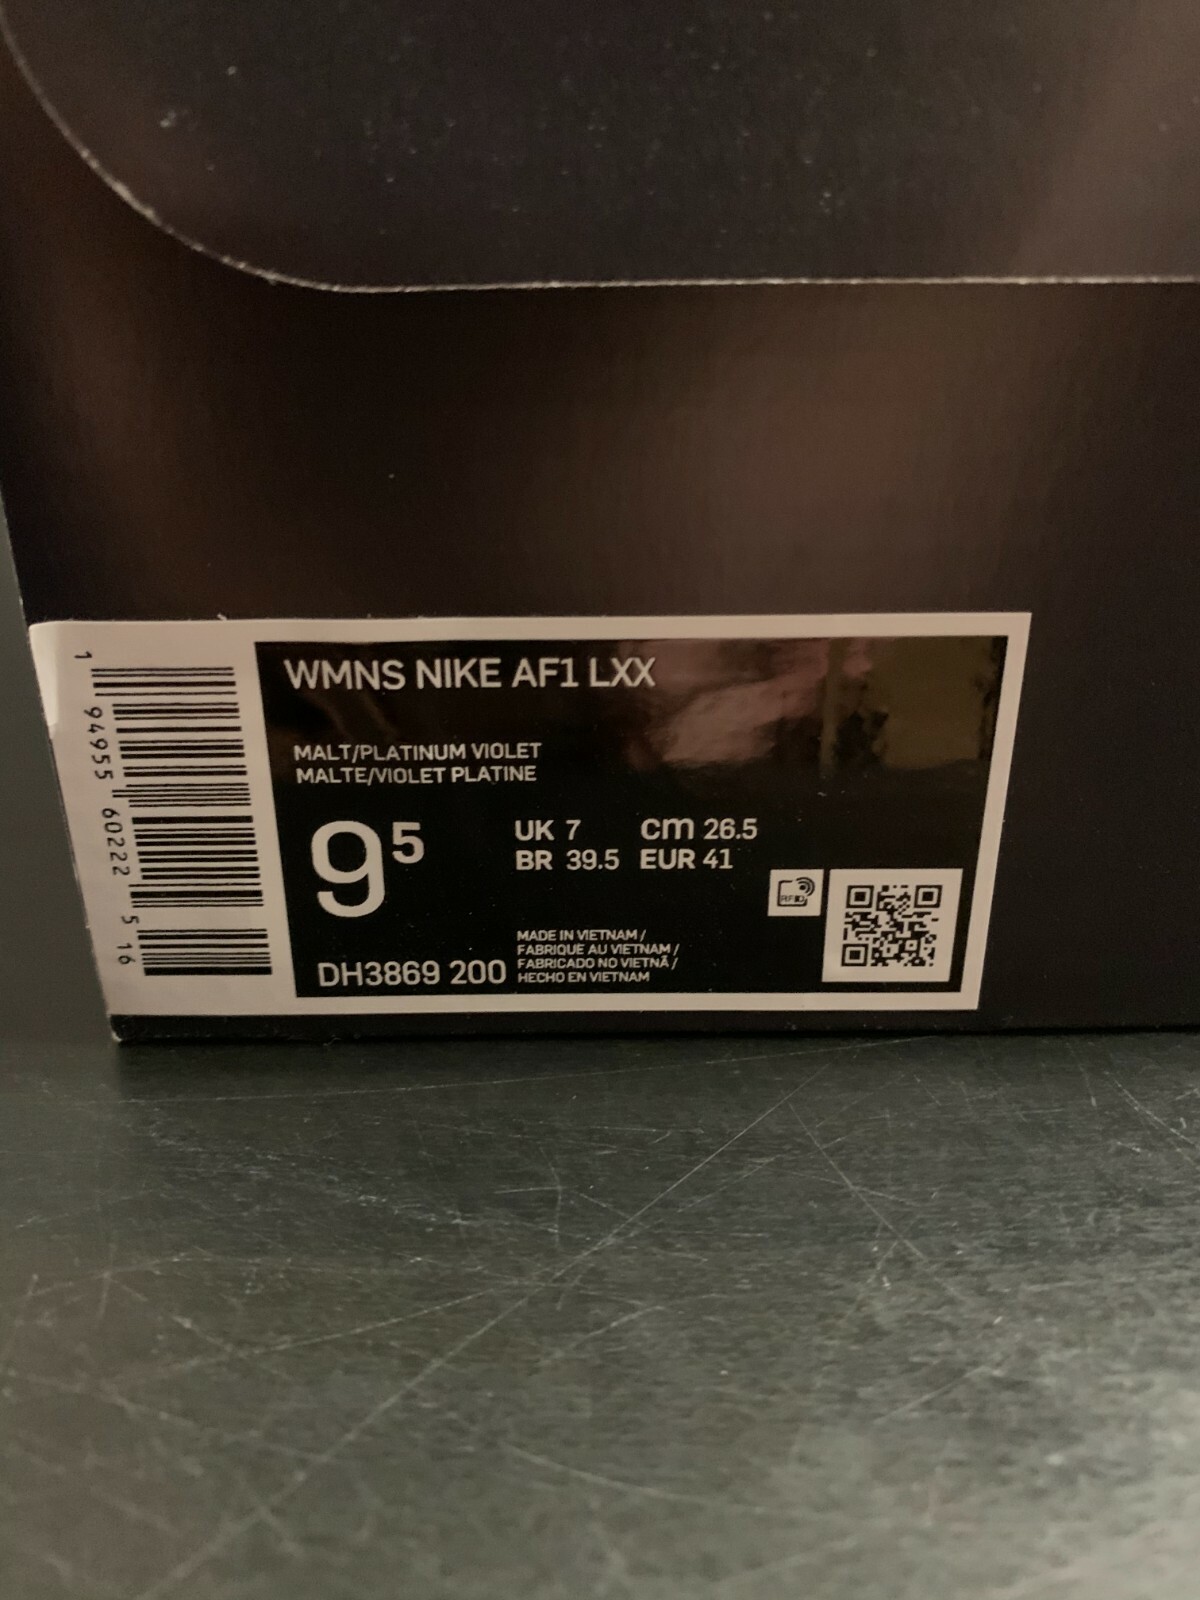 WMNS NIKE AF1 LXX
MALT/PLATINUM VIOLET
MALTE/VIOLET PLATINE
9⁵
UK 7 cm 26.5
BR 39.5 EUR 41
RFID
MADE IN VIETNAM /
FABRIQUÉ AU VIETNAM /
FABRICADO NO VIETNÃ /
HECHO EN VIETNAM
DH3869 200
1 94955 60222 5 16